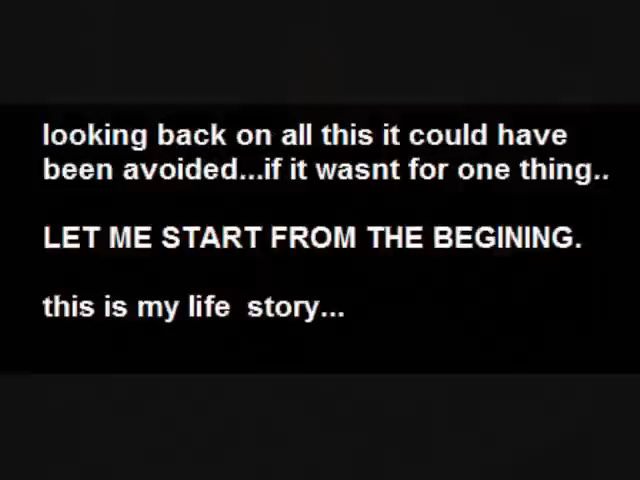 looking back on all this it could have
been avoided...if it wasnt for one thing..
LET ME START FROM THE BEGINING.
this is my life  story...